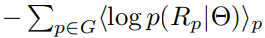 − ∑_{p∈G} ⟨log p(R_p|Θ)⟩_p